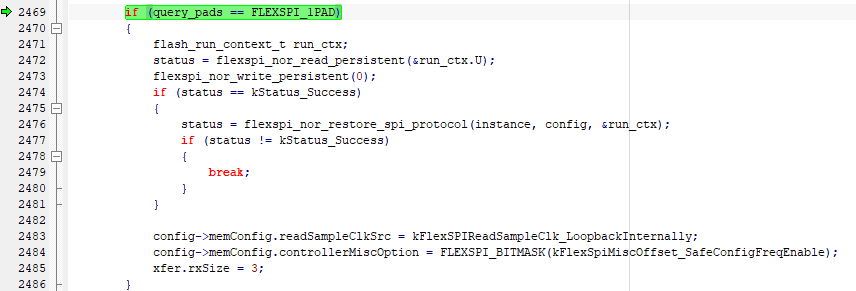 2469 if (query_pads == FLEXSPI_1PAD)
2470 {
2471 flash_run_context_t run_ctx;
2472 status = flexspi_nor_read_persistent(&run_ctx.U);
2473 flexspi_nor_write_persistent(0);
2474 if (status == kStatus_Success)
2475 {
2476 status = flexspi_nor_restore_spi_protocol(instance, config, &run_ctx);
2477 if (status != kStatus_Success)
2478 {
2479 break;
2480 }
2481 }
2482
2483 config->memConfig.readSampleClkSrc = kFlexSPIReadSampleClk_LoopbackInternally;
2484 config->memConfig.controllerMiscOption = FLEXSPI_BITMASK(kFlexSpiMiscOffset_SafeConfigFreqEnable);
2485 xfer.rxSize = 3;
2486 }